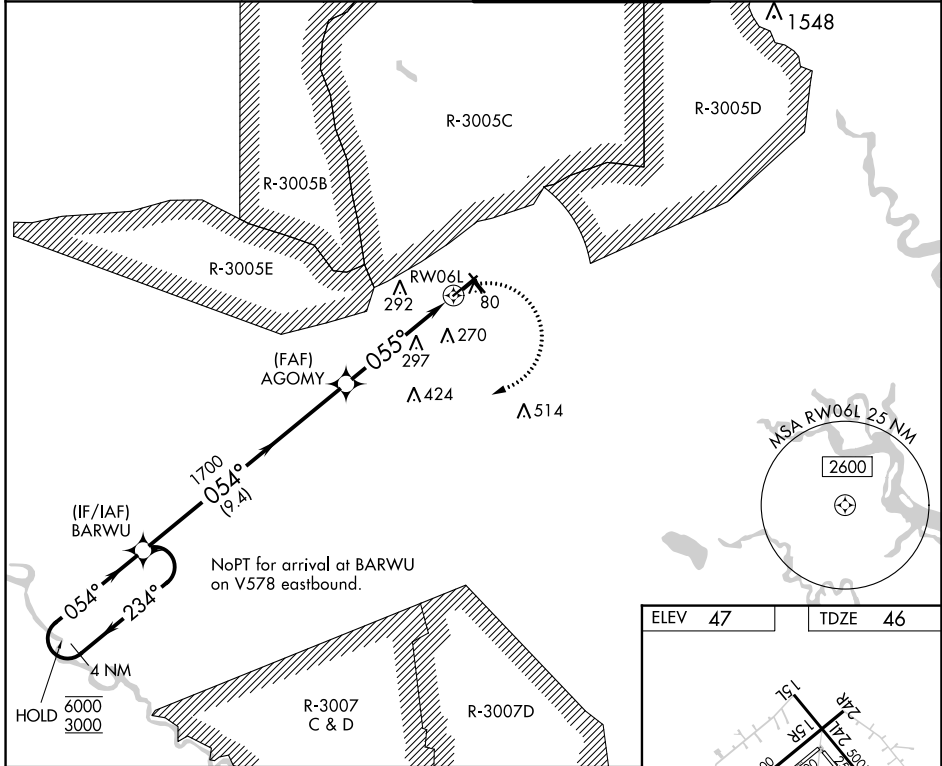 1548
R-3005C
R-3005D
R-3005B
R-3005E
RW06L
292
80
055°
297
270
(FAF)
AGOMY
424
514
MSA RW06L 25 NM
2600
1700
054°
(9.4)
(IF/IAF)
BARWU
NoPT for arrival at BARWU
on V578 eastbound.
054°
234°
4 NM
HOLD
6000
3000
R-3007
C & D
R-3007D
ELEV 47
TDZE 46
15L
24R
15R
24L